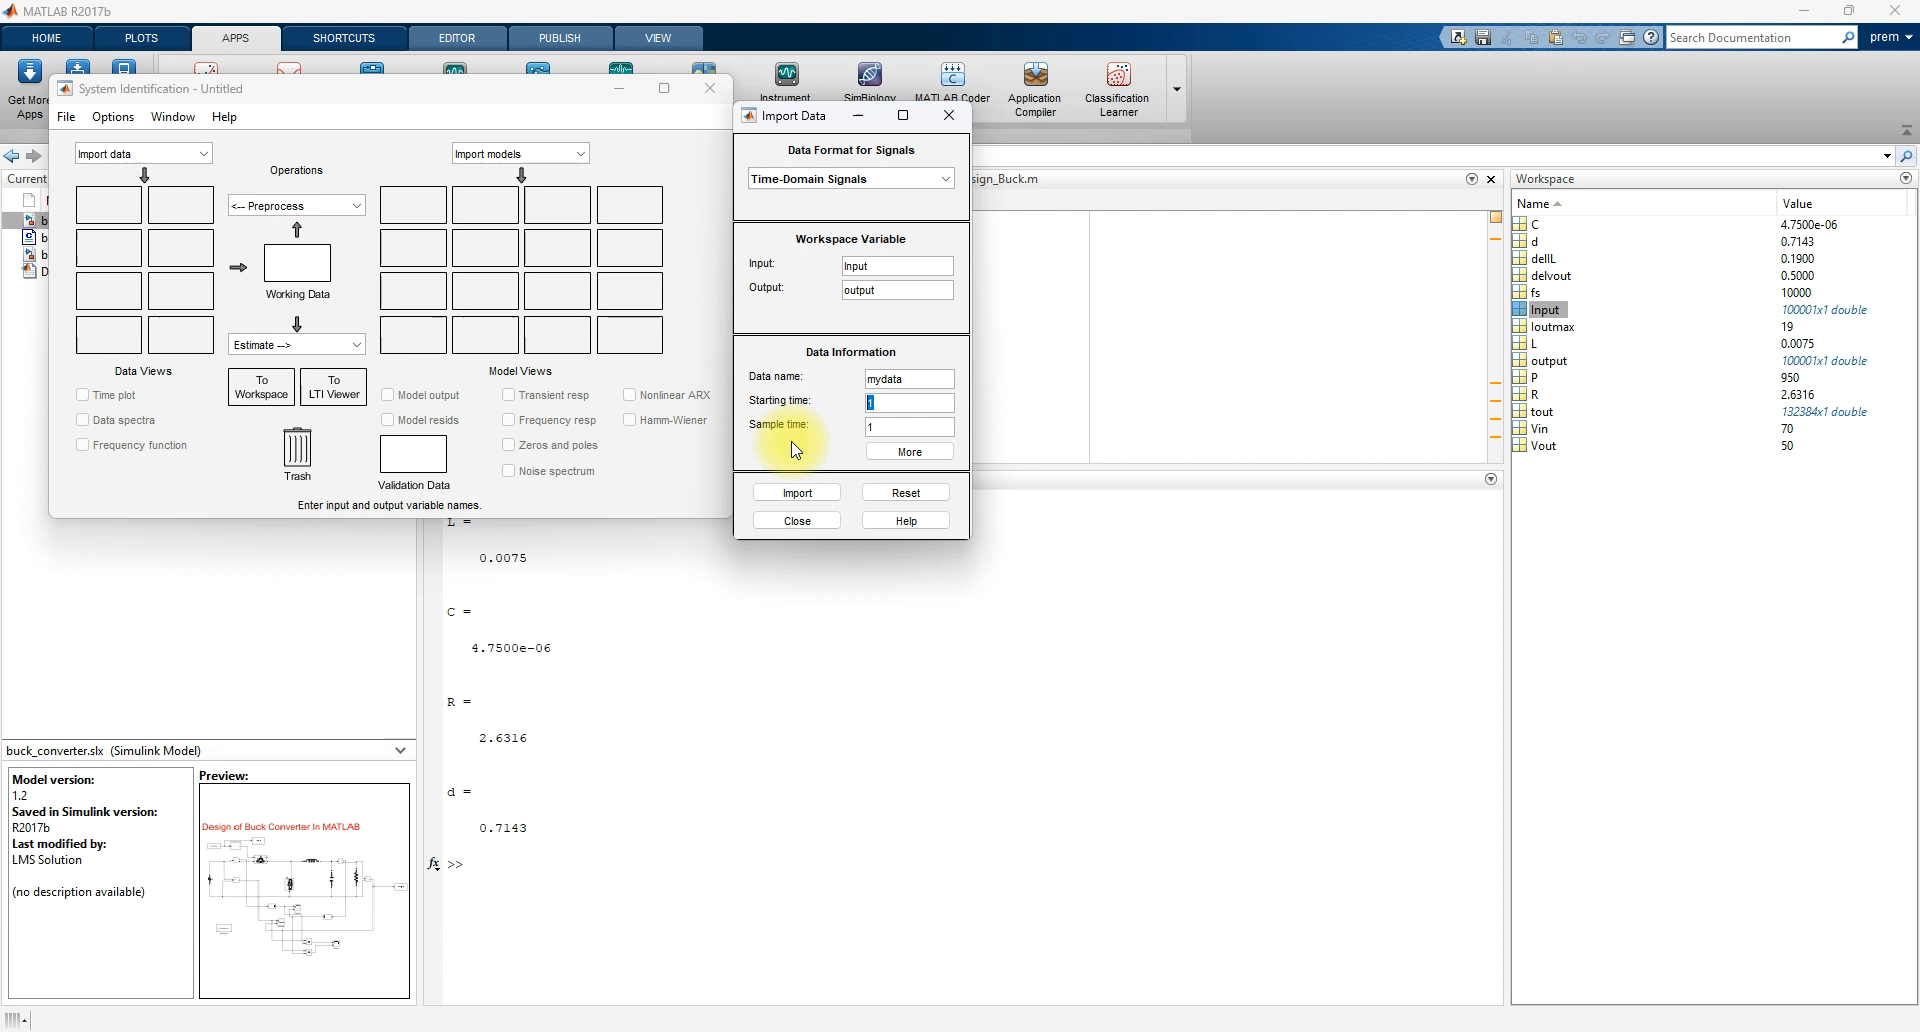 MATLAB R2017b
HOME PLOTS APPS SHORTCUTS EDITOR PUBLISH VIEW
Search Documentation prem
Get More
Apps
Instrument SimBiology MATLAB Coder Application
Compiler Classification
Learner
System Identification - Untitled
File Options Window Help
Import data
Operations
Import models
<-- Preprocess
Working Data
Estimate -->
Data Views
To
Workspace
To
LTI Viewer
Model Views
Time plot
Data spectra
Frequency function
Trash
Model output Transient resp Nonlinear ARX
Model resids Frequency resp Hamm-Wiener
Zeros and poles
Noise spectrum
Validation Data
Enter input and output variable names.
Import Data
Data Format for Signals
Time-Domain Signals
Workspace Variable
Input: Input
Output: output
Data Information
Data name: mydata
Starting time: 1
Sample time: 1
More
Import Reset
Close Help
Current
sign_Buck.m
Workspace
Name Value
C 4.7500e-06
d 0.7143
dellL 0.1900
delvout 0.5000
fs 10000
Input 100001x1 double
Ioutmax 19
L 0.0075
output 100001x1 double
P 950
R 2.6316
tout 132384x1 double
Vin 70
Vout 50
L =
0.0075
C =
4.7500e-06
R =
2.6316
d =
0.7143
fx >>
buck_converter.slx (Simulink Model)
Model version:
1.2
Saved in Simulink version:
R2017b
Last modified by:
LMS Solution
(no description available)
Preview:
Design of Buck Converter In MATLAB